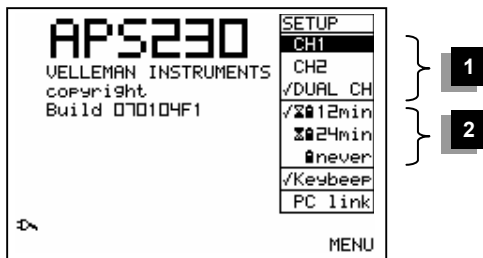 APS230
VELLEMAN INSTRUMENTS
copyright
Build 070104F1
SETUP
CH1
CH2
√DUAL CH
√12min
24min
never
√Keybeep
PC link
MENU
1
2